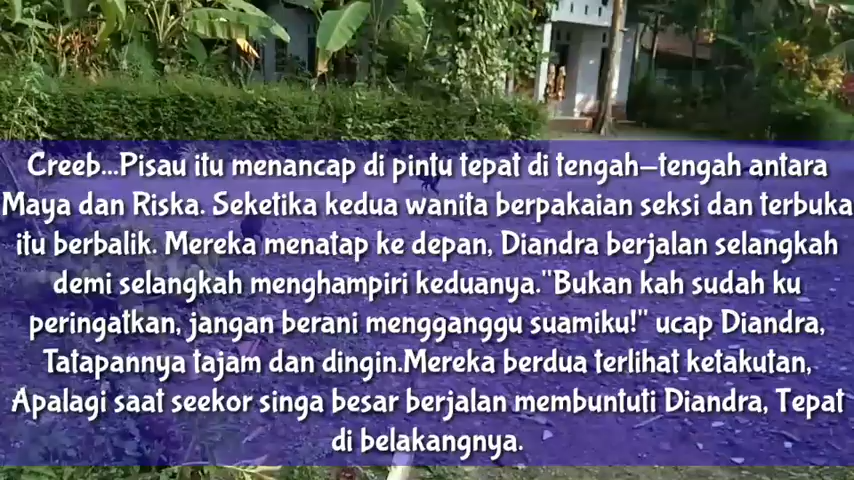 Creeb...Pisau itu menancap di pintu tepat di tengah-tengah antara
Maya dan Riska. Seketika kedua wanita berpakaian seksi dan terbuka
itu berbalik. Mereka menatap ke depan, Diandra berjalan selangkah
demi selangkah menghampiri keduanya."Bukan kah sudah ku
peringatkan, jangan berani mengganggu suamiku!" ucap Diandra,
Tatapannya tajam dan dingin.Mereka berdua terlihat ketakutan,
Apalagi saat seekor singa besar berjalan membuntuti Diandra, Tepat
di belakangnya.